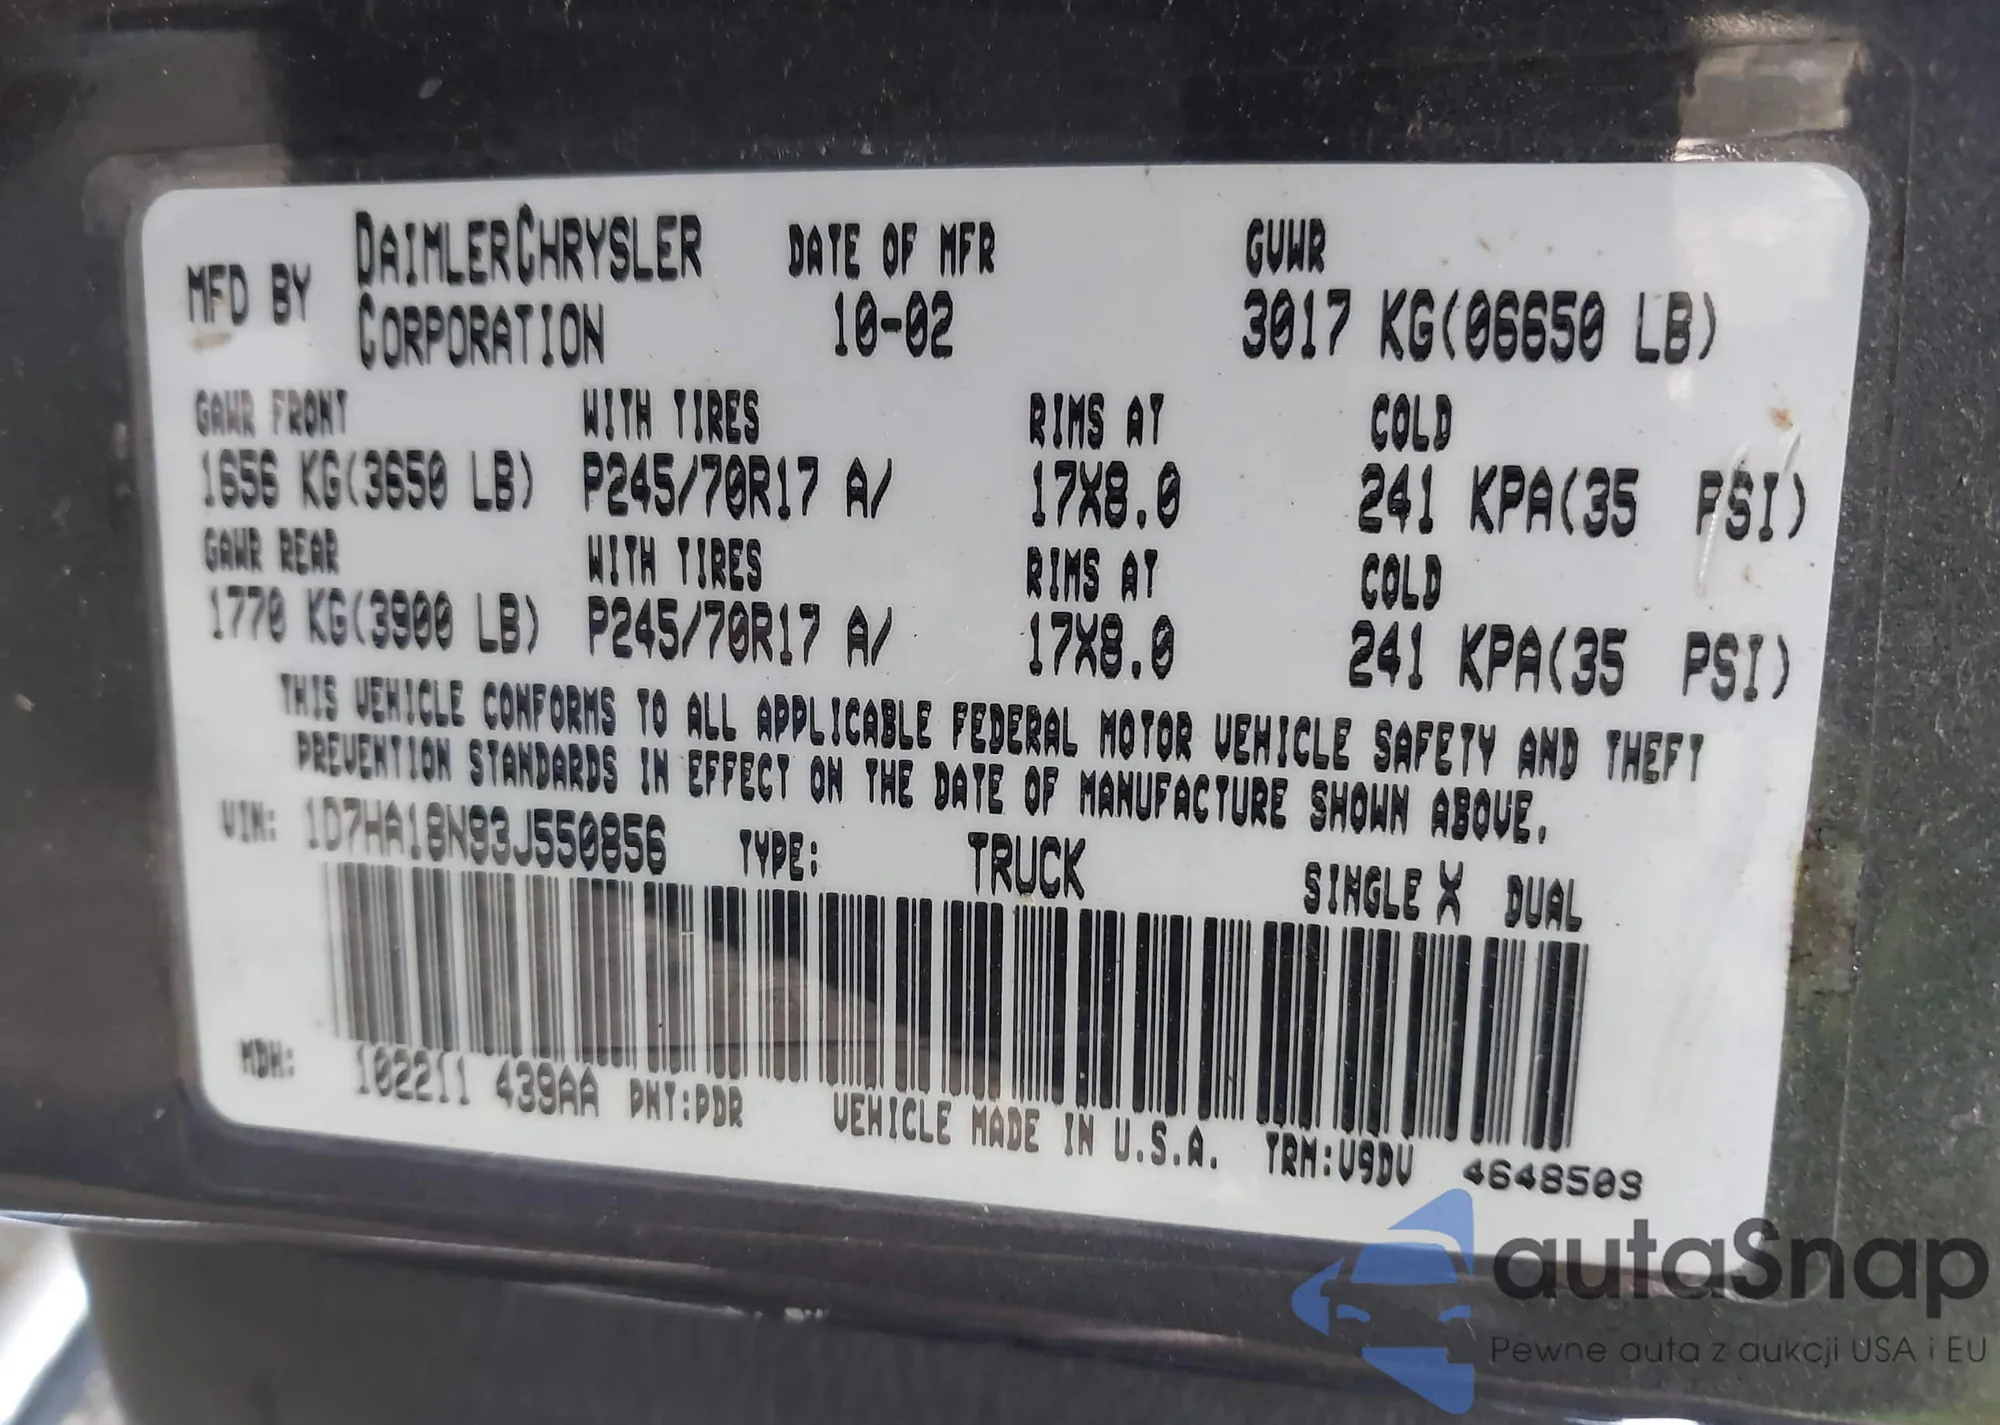 MFD BY DAIMLERCHRYSLER CORPORATION DATE OF MFR 10-02 GVWR 3017 KG(06650 LB)
GAWR FRONT WITH TIRES RIMS AT COLD
1656 KG(3650 LB) P245/70R17 A/ 17X8.0 241 KPA(35 PSI)
GAWR REAR WITH TIRES RIMS AT COLD
1770 KG(3900 LB) P245/70R17 A/ 17X8.0 241 KPA(35 PSI)
THIS VEHICLE CONFORMS TO ALL APPLICABLE FEDERAL MOTOR VEHICLE SAFETY AND THEFT
PREVENTION STANDARDS IN EFFECT ON THE DATE OF MANUFACTURE SHOWN ABOVE.
VIN: 1D7HA18N93J550856 TYPE: TRUCK SINGLE X DUAL
MDH: 102211 439AA PNT:PDR VEHICLE MADE IN U.S.A. TRM:V9DV 4648509
autaSnap
Pewne auta z aukcji USA i EU